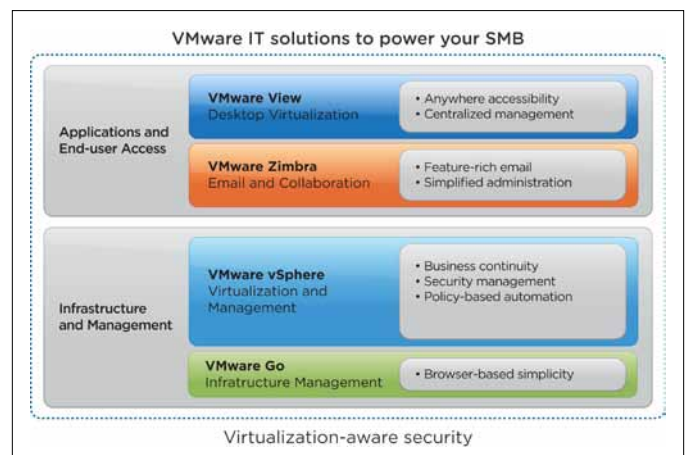 VMware IT solutions to power your SMB
Applications and
End-user Access
VMware View
Desktop Virtualization
• Anywhere accessibility
• Centralized management
VMware Zimbra
Email and Collaboration
• Feature-rich email
• Simplified administration
Infrastructure
and Management
VMware vSphere
Virtualization and
Management
• Business continuity
• Security management
• Policy-based automation
VMware Go
Infratructure Management
• Browser-based simplicity
Virtualization-aware security